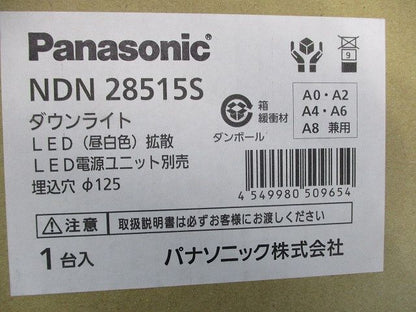 Panasonic®
NDN 28515S
ダウンライト
LED（昼白色）拡散
LED電源ユニット別売
埋込穴 φ125
箱
緩衝材
ダンボール
9
A0・A2
A4・A6
A8 兼用
4 549980 509654
⚠注意 取扱説明書は必ずお客様にお渡しください
1台入 パナソニック株式会社